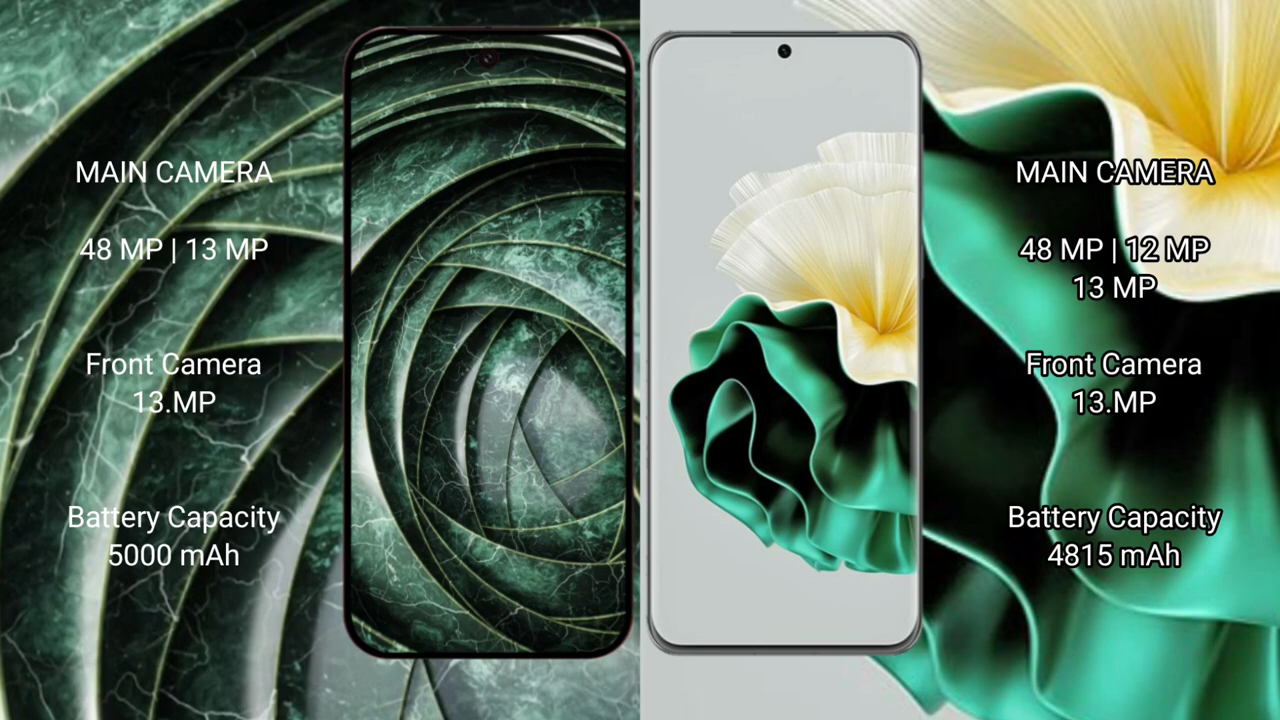 MAIN CAMERA
48 MP | 13 MP
Front Camera
13.MP
Battery Capacity
5000 mAh
MAIN CAMERA
48 MP | 12 MP
13 MP
Front Camera
13.MP
Battery Capacity
4815 mAh